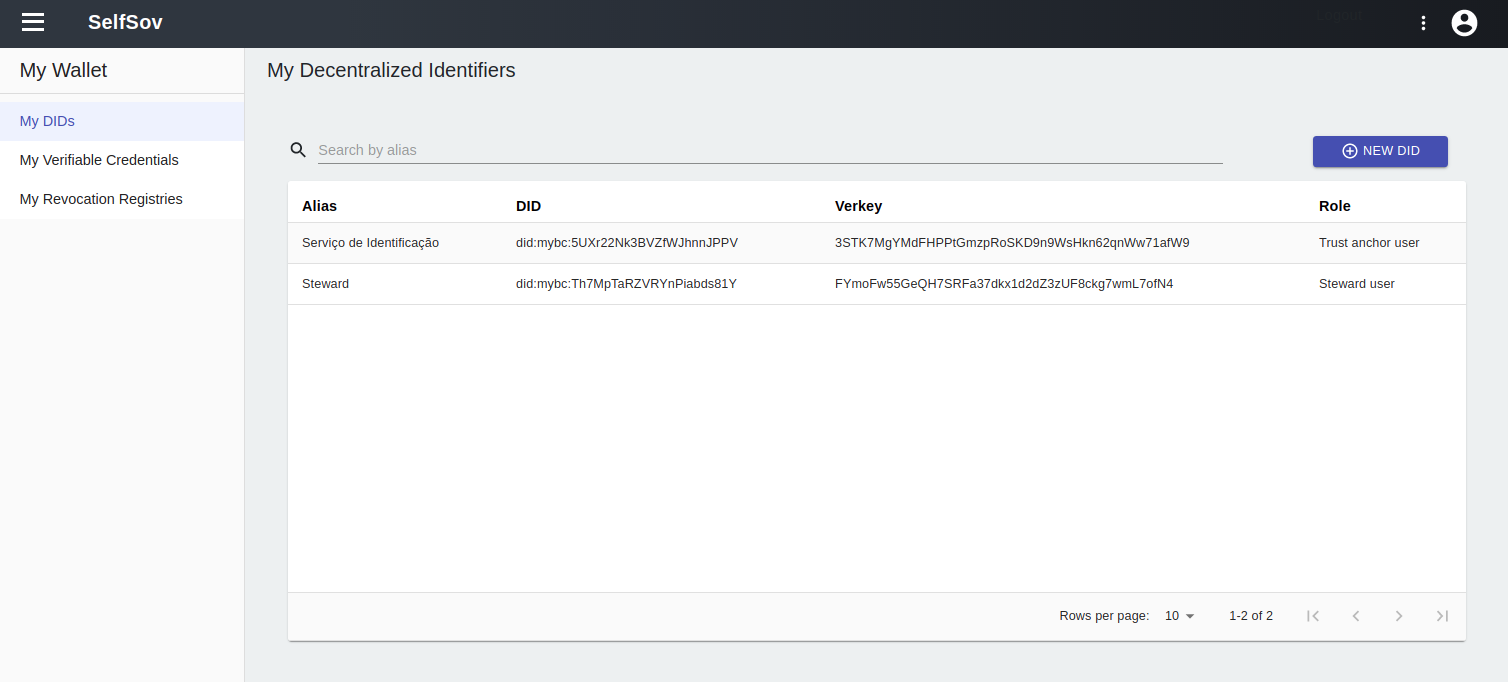 SelfSov
My Wallet
My DIDs
My Verifiable Credentials
My Revocation Registries
My Decentralized Identifiers
Search by alias
NEW DID
Alias DID Verkey Role
Serviço de Identificação did:mybc:5UXr22Nk3BVZfWJhnnJPPV 3STK7MgYMdFHPPtGmzpRoSKD9n9WsHkn62qnWw71afW9 Trust anchor user
Steward did:mybc:Th7MpTaRZVRYnPiabds81Y FYmoFw55GeQH7SRFa37dkx1d2dZ3zUF8ckg7wmL7ofN4 Steward user
Rows per page: 10 1-2 of 2